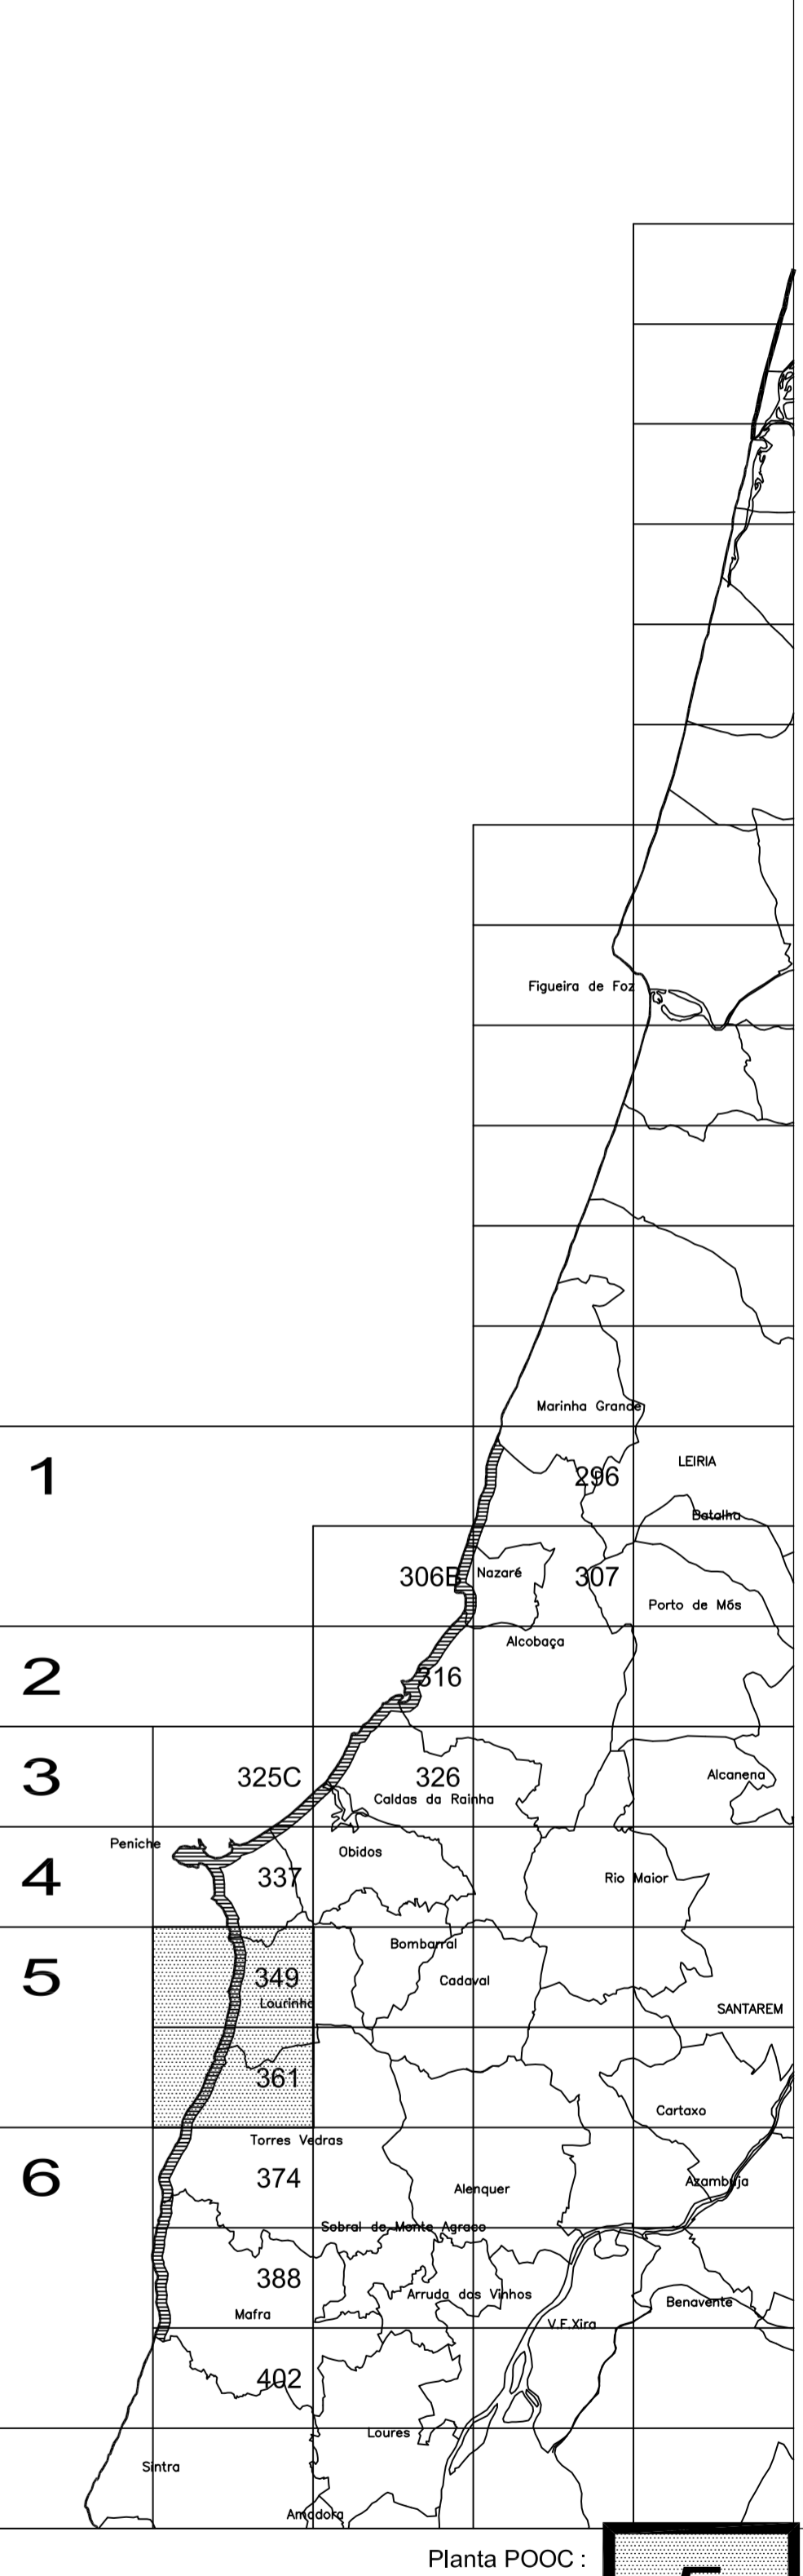 Figueira de Foz
Marinha Grande
1
296
LEIRIA
Batalha
306B
Nazaré
307
Porto de Mós
Alcobaça
2
316
3
325C
326
Alcanena
Caldas da Rainha
Peniche
Obidos
4
337
Rio Maior
Bombarral
5
349
Cadaval
Lourinha
SANTAREM
361
Cartaxo
Torres Vedras
6
374
Azambuja
Alenquer
Sobral de Monte Agraço
388
Arruda dos Vinhos
Benavente
Mafra
V.F.Xira
402
Loures
Sintra
Amadora
Planta POOC :